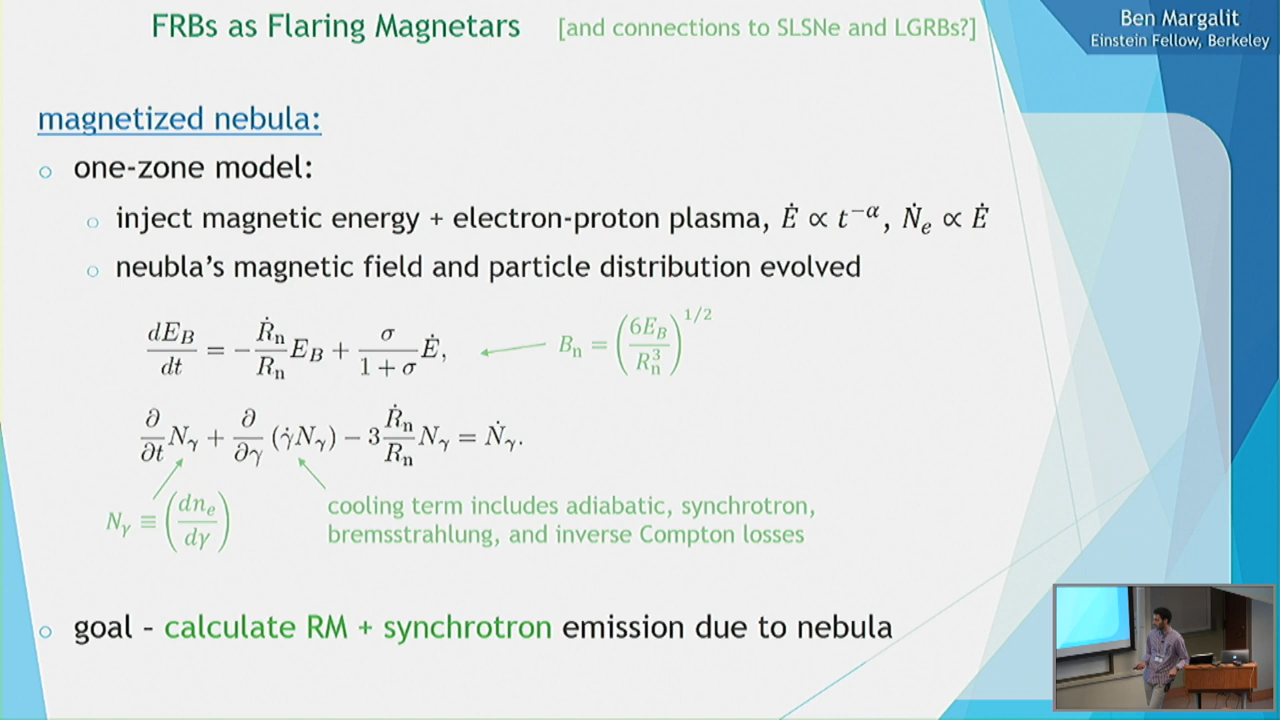 FRBs as Flaring Magnetars [and connections to SLSNe and LGRBs?]
Ben Margalit
Einstein Fellow, Berkeley
magnetized nebula:
one-zone model:
inject magnetic energy + electron-proton plasma, Ė ∝ t^{−α}, Ṅ_e ∝ Ė
neubla's magnetic field and particle distribution evolved
dE_B/dt = −(Ṙ_n/R_n) E_B + σ/(1 + σ) Ė, B_n = (6E_B/R_n^3)^{1/2}
∂/∂t N_γ + ∂/∂γ (γ̇N_γ) − 3 (Ṙ_n/R_n) N_γ = Ṅ_γ.
N_γ ≡ (dn_e/dγ)
cooling term includes adiabatic, synchrotron,
bremsstrahlung, and inverse Compton losses
goal – calculate RM + synchrotron emission due to nebula